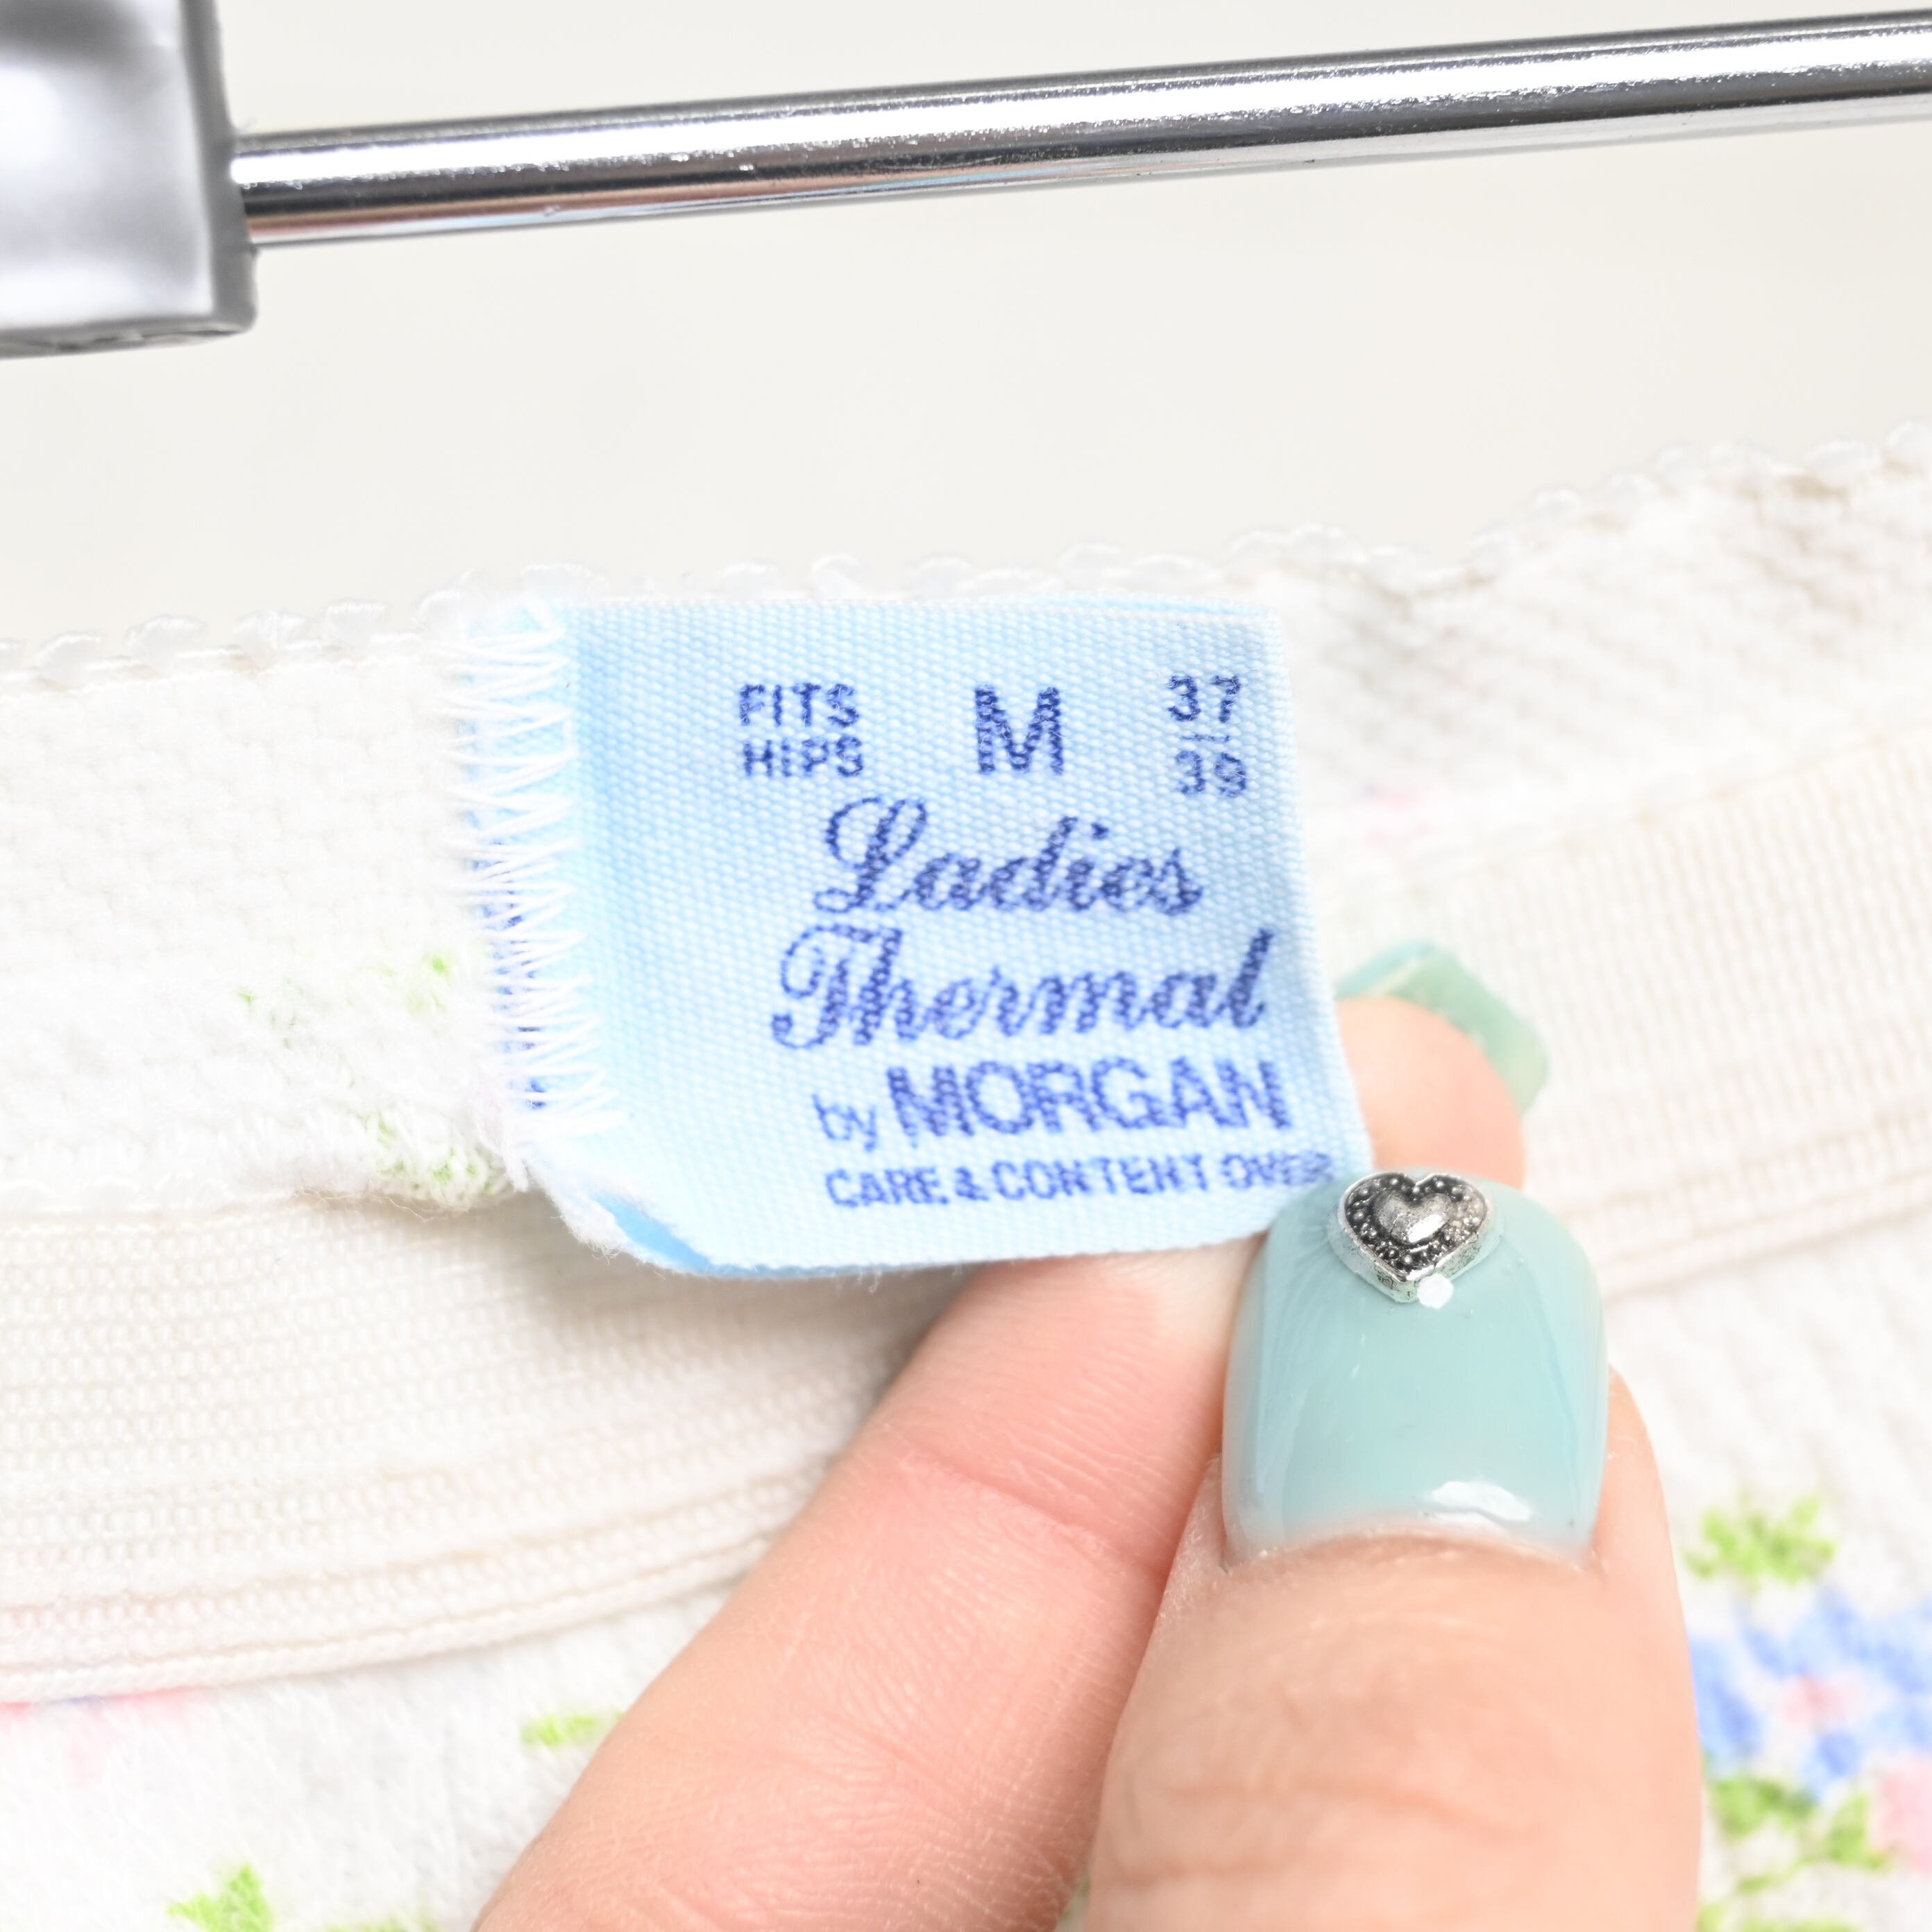 FITS HIPS M 37-39
Ladies
Thermal
by MORGAN
CARE & CONTENT OVER